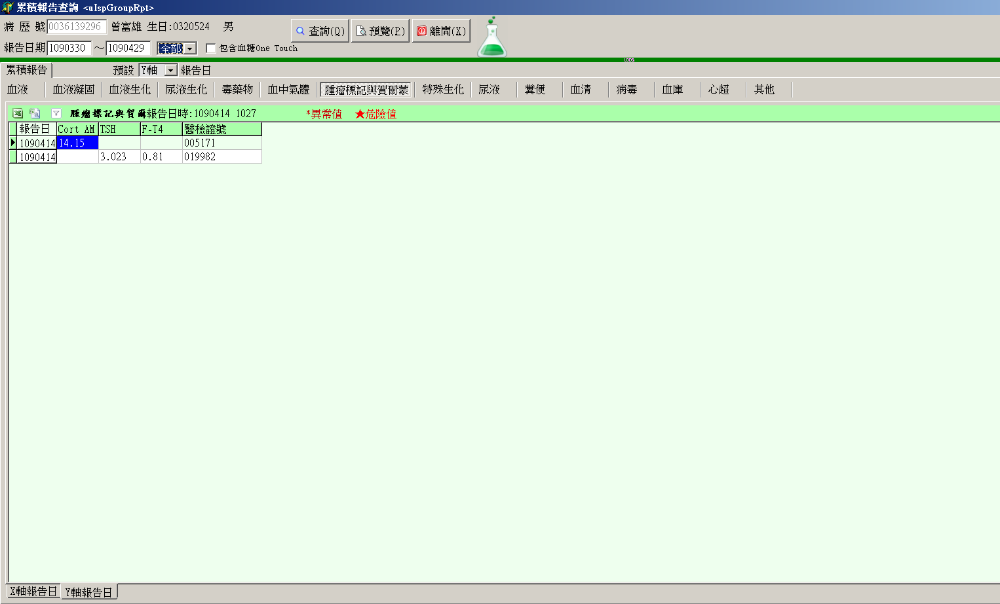 累積報告查詢 <uIspGroupRpt>
病 歷 號 0036139296 曾富雄 生日:0320524 男
查詢(Q) 預覽(P) 離開(X)
報告日期 1090330 ～ 1090429 全部 包含血糖One Touch
1009
累積報告 預設 Y軸 報告日
血液 血液凝固 血液生化 尿液生化 毒藥物 血中氣體 腫瘤標記與賀爾蒙 特殊生化 尿液 糞便 血清 病毒 血庫 心超 其他
腫瘤標記與賀爾報告日時:1090414 1027 *異常值 ★危險值
報告日 Cort AM TSH F-T4 醫檢證號
1090414 14.15 005171
1090414 3.023 0.81 019982
X軸報告日 Y軸報告日